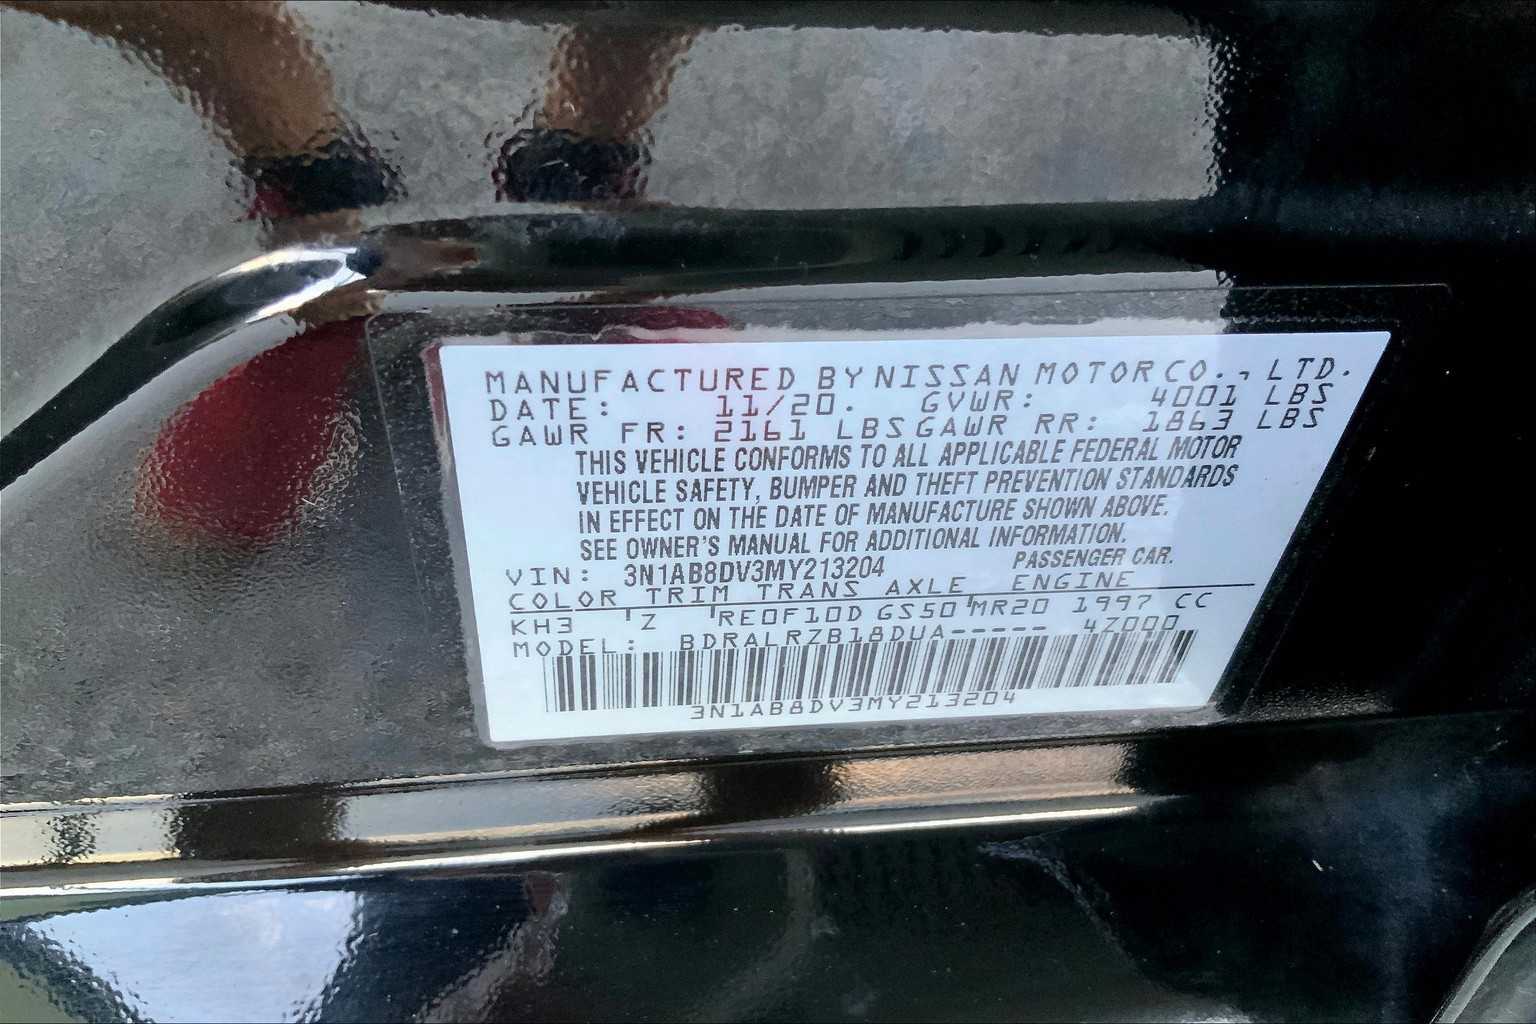 MANUFACTURED BY NISSAN MOTOR CO., LTD.
DATE: 11/20. GVWR: 4001 LBS
GAWR FR: 2161 LBS GAWR RR: 1863 LBS
THIS VEHICLE CONFORMS TO ALL APPLICABLE FEDERAL MOTOR
VEHICLE SAFETY, BUMPER AND THEFT PREVENTION STANDARDS
IN EFFECT ON THE DATE OF MANUFACTURE SHOWN ABOVE.
SEE OWNER'S MANUAL FOR ADDITIONAL INFORMATION.
VIN: 3N1AB8DV3MY213204 PASSENGER CAR.
COLOR TRIM TRANS AXLE ENGINE
KH3 Z RE0F10D GS50 MR20 1997 CC
MODEL: BDRALRZB18DUA----- 4Z000
3N1AB8DV3MY213204